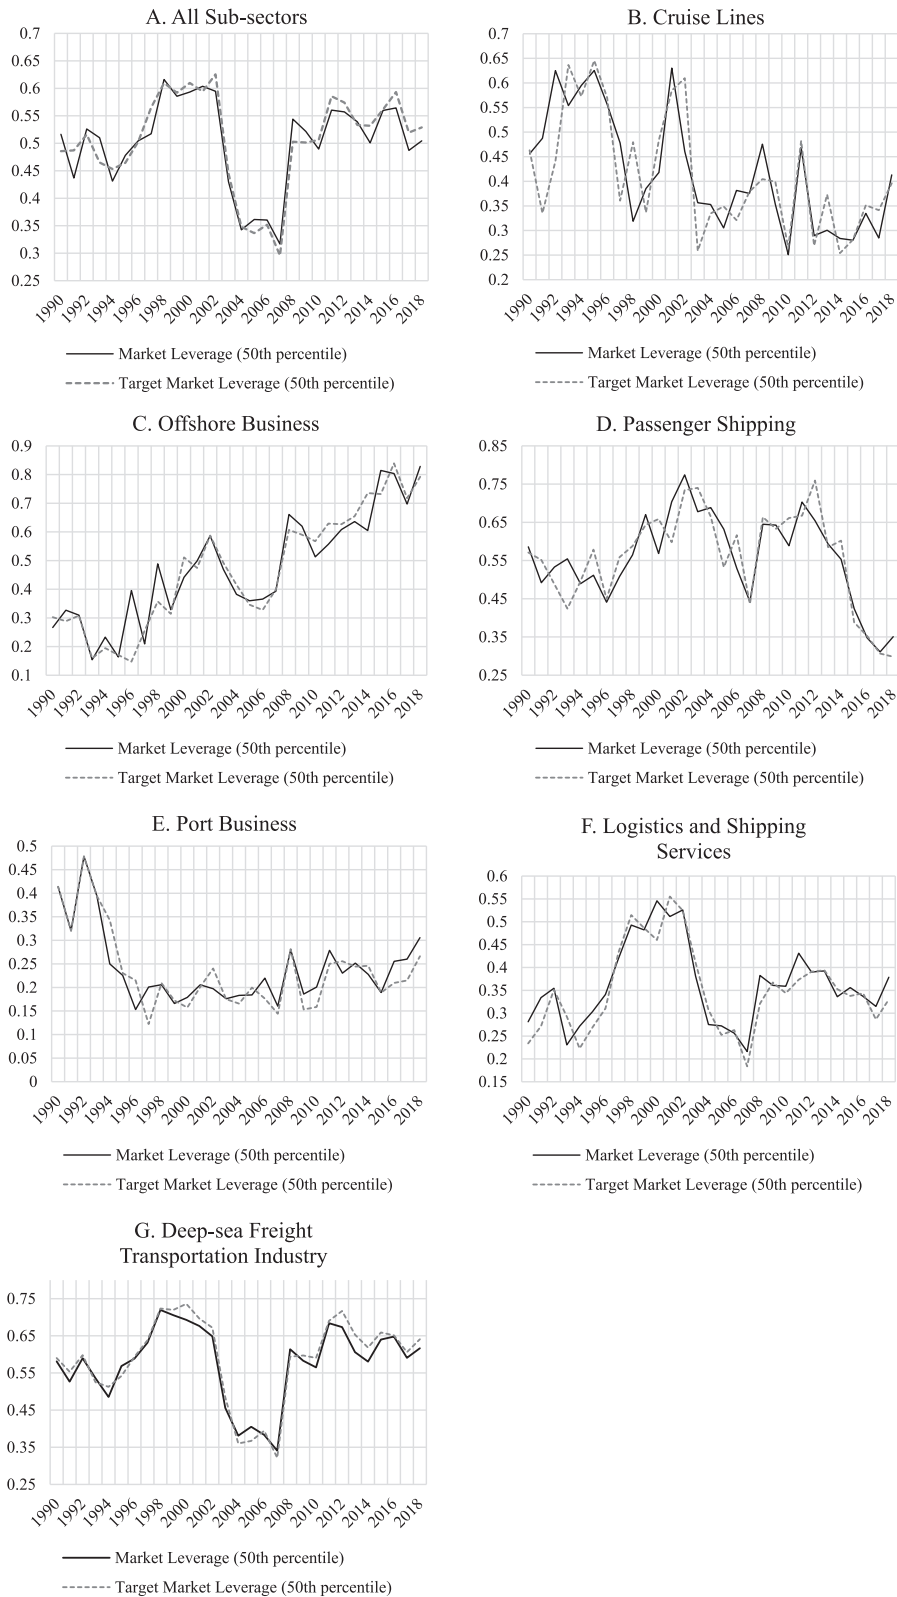 A. All Sub-sectors
0.7
0.65
0.6
0.55
0.5
0.45
0.4
0.35
0.3
0.25
1990 1992 1994 1996 1998 2000 2002 2004 2006 2008 2010 2012 2014 2016 2018
Market Leverage (50th percentile)
Target Market Leverage (50th percentile)
B. Cruise Lines
0.7
0.6
0.55
0.5
0.45
0.4
0.35
0.3
0.25
0.2
1990 1992 1994 1996 1998 2000 2002 2004 2006 2008 2010 2012 2014 2016 2018
Market Leverage (50th percentile)
Target Market Leverage (50th percentile)
C. Offshore Business
0.9
0.8
0.7
0.6
0.5
0.4
0.3
0.2
0.1
1990 1992 1994 1996 1998 2000 2002 2004 2006 2008 2010 2012 2014 2016 2018
Market Leverage (50th percentile)
Target Market Leverage (50th percentile)
D. Passenger Shipping
0.85
0.75
0.65
0.55
0.45
0.35
0.25
1990 1992 1994 1996 1998 2000 2002 2004 2006 2008 2010 2012 2014 2016 2018
Market Leverage (50th percentile)
Target Market Leverage (50th percentile)
E. Port Business
0.5
0.45
0.4
0.35
0.3
0.25
0.2
0.15
0.1
0.05
0
1990 1992 1994 1996 1998 2000 2002 2004 2006 2008 2010 2012 2014 2016 2018
Market Leverage (50th percentile)
Target Market Leverage (50th percentile)
F. Logistics and Shipping
Services
0.6
0.5
0.45
0.4
0.35
0.3
0.25
0.2
0.15
1990 1992 1994 1996 1998 2000 2002 2004 2006 2008 2010 2012 2014 2016 2018
Market Leverage (50th percentile)
Target Market Leverage (50th percentile)
G. Deep-sea Freight
Transportation Industry
0.75
0.65
0.55
0.45
0.35
0.25
1990 1992 1994 1996 1998 2000 2002 2004 2006 2008 2010 2012 2014 2016 2018
Market Leverage (50th percentile)
Target Market Leverage (50th percentile)